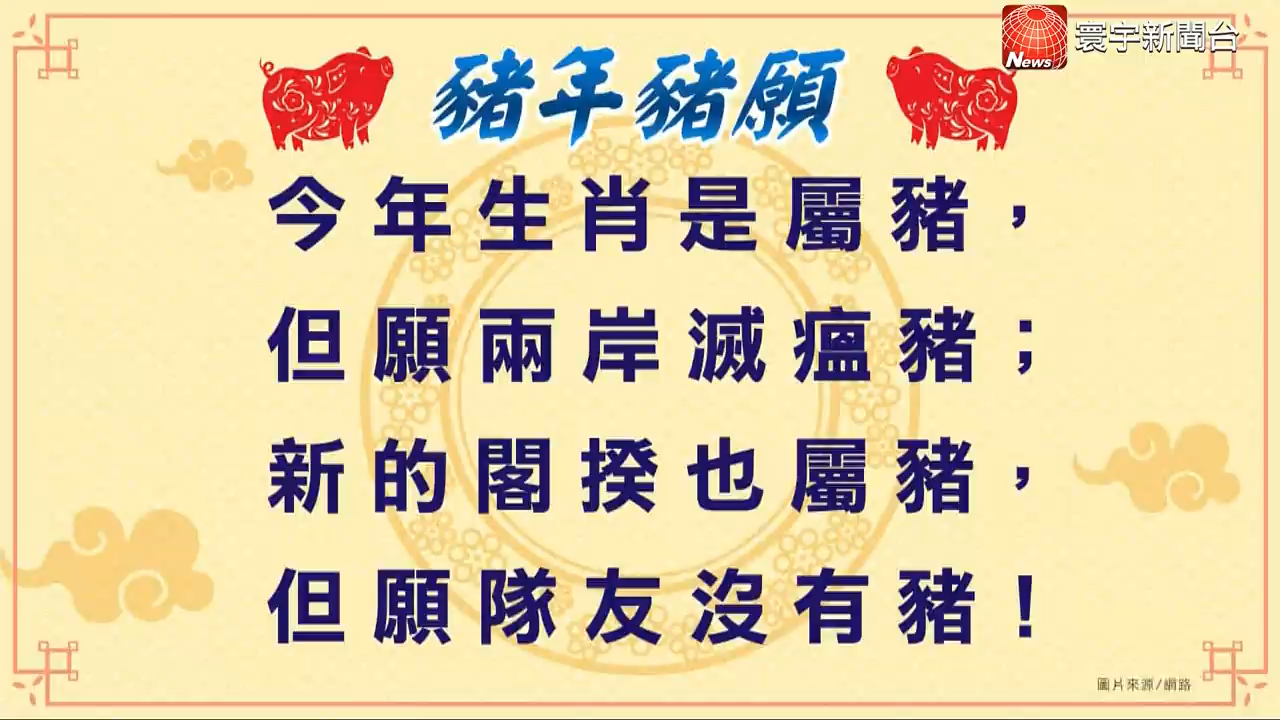 News 寰宇新聞台
豬年豬願
今年生肖是屬豬，
但願兩岸滅瘟豬；
新的閣揆也屬豬，
但願隊友沒有豬！
圖片來源/網路